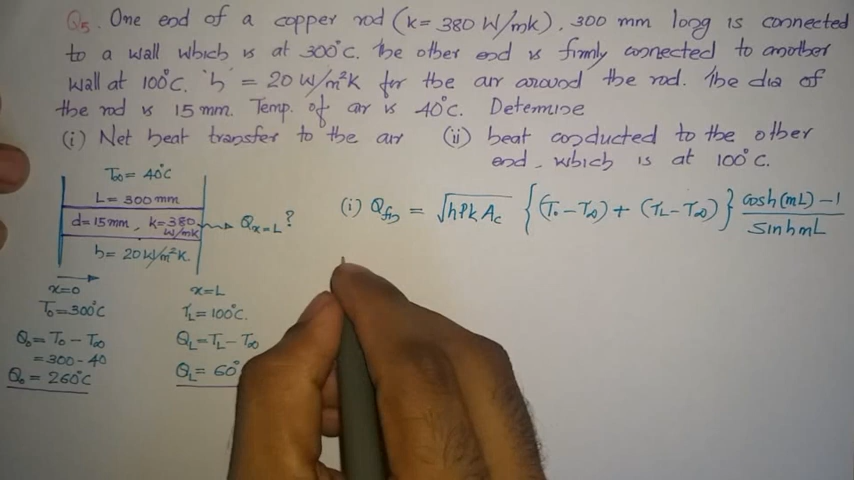 Q5. One end of a copper rod (k = 380 W/mk), 300 mm long is connected
to a wall which is at 300°C. The other end is firmly connected to another
wall at 100°C. 'h' = 20 W/m²K for the air around the rod. The dia of
the rod is 15 mm. Temp. of air is 40°C. Determine
(i) Net heat transfer to the air (ii) heat conducted to the other
end, which is at 100°C.
T∞ = 40°C
L = 300 mm
d = 15 mm, k = 380 W/mk
h = 20 W/m²K
Qx=L ?
(i) Qfin = √hPkAc {(To - T∞) + (TL - T∞)} cosh(mL) - 1 / sinh mL
x=0
To = 300°C
θo = To - T∞
= 300 - 40
θo = 260°C
x=L
TL = 100°C.
θL = TL - T∞
θL = 60°